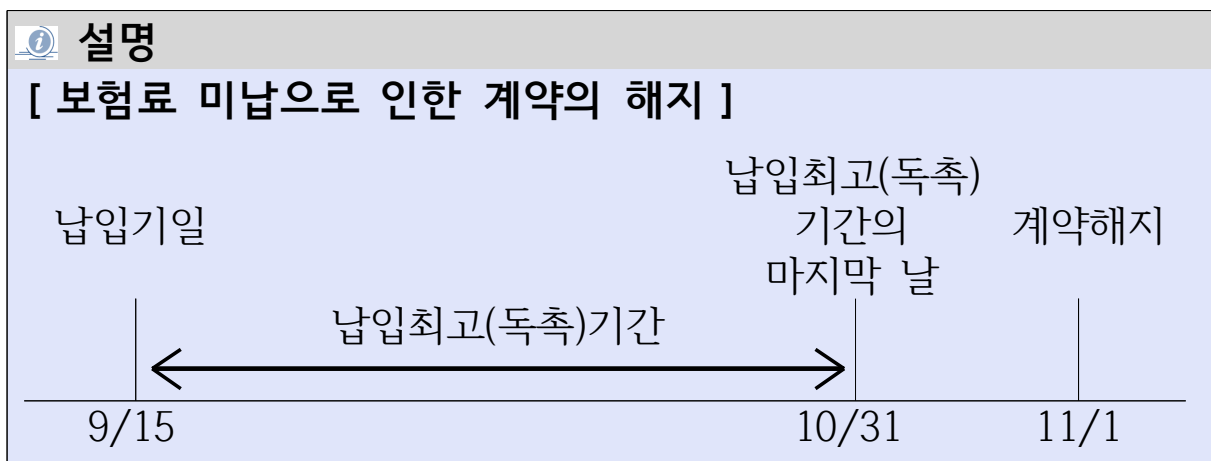 설명
[ 보험료 미납으로 인한 계약의 해지 ]
납입최고(독촉)
납입기일 기간의 계약해지
마지막 날
납입최고(독촉)기간
9/15 10/31 11/1